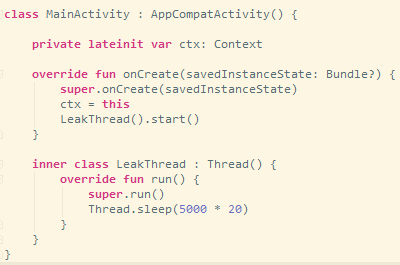 class MainActivity : AppCompatActivity() {
private lateinit var ctx: Context
override fun onCreate(savedInstanceState: Bundle?) {
super.onCreate(savedInstanceState)
ctx = this
LeakThread().start()
}
inner class LeakThread : Thread() {
override fun run() {
super.run()
Thread.sleep(5000 * 20)
}
}
}